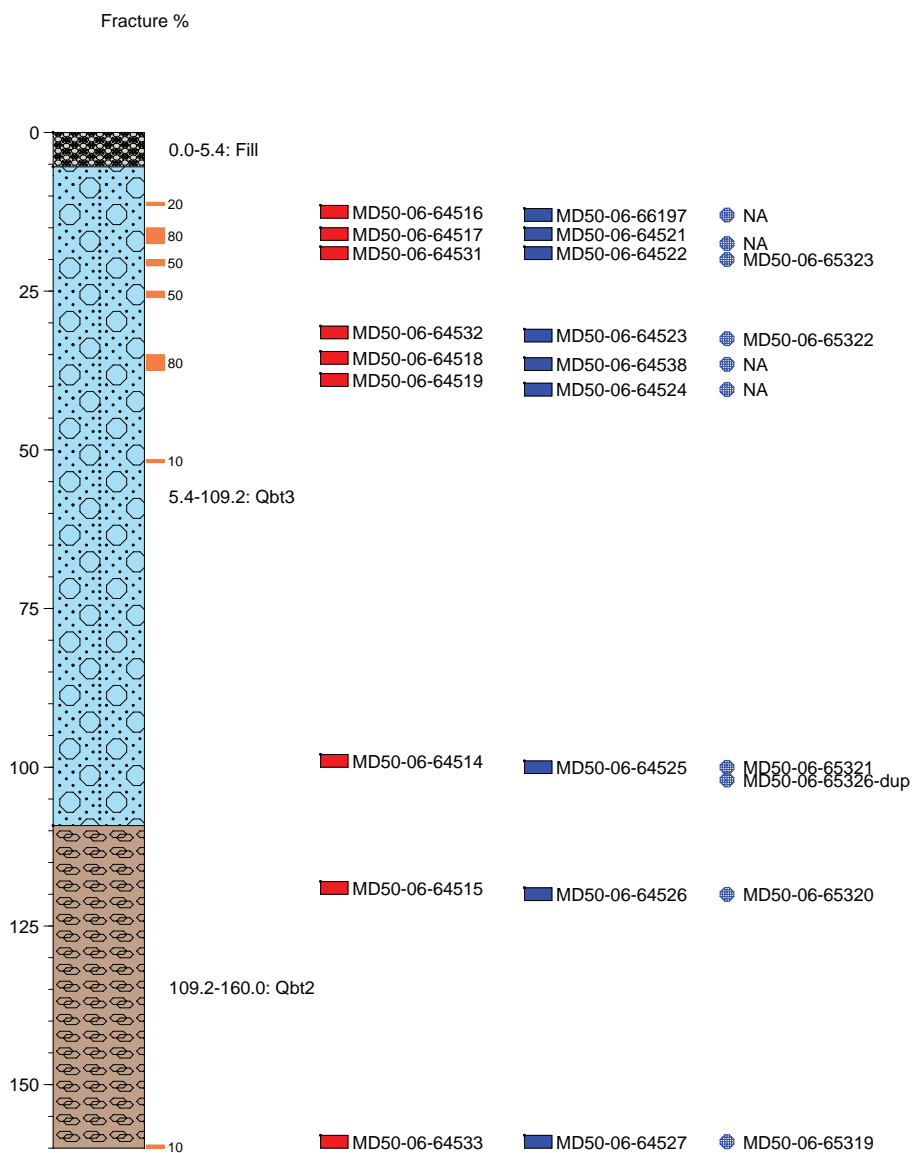 Fracture %
0
0.0-5.4: Fill
20
MD50-06-64516
MD50-06-66197
NA
80
MD50-06-64517
MD50-06-64521
NA
50
MD50-06-64531
MD50-06-64522
MD50-06-65323
25
50
MD50-06-64532
MD50-06-64523
MD50-06-65322
80
MD50-06-64518
MD50-06-64538
NA
MD50-06-64519
MD50-06-64524
NA
50
10
5.4-109.2: Qbt3
75
100
MD50-06-64514
MD50-06-64525
MD50-06-65321
MD50-06-65326-dup
MD50-06-64515
MD50-06-64526
MD50-06-65320
125
109.2-160.0: Qbt2
150
10
MD50-06-64533
MD50-06-64527
MD50-06-65319